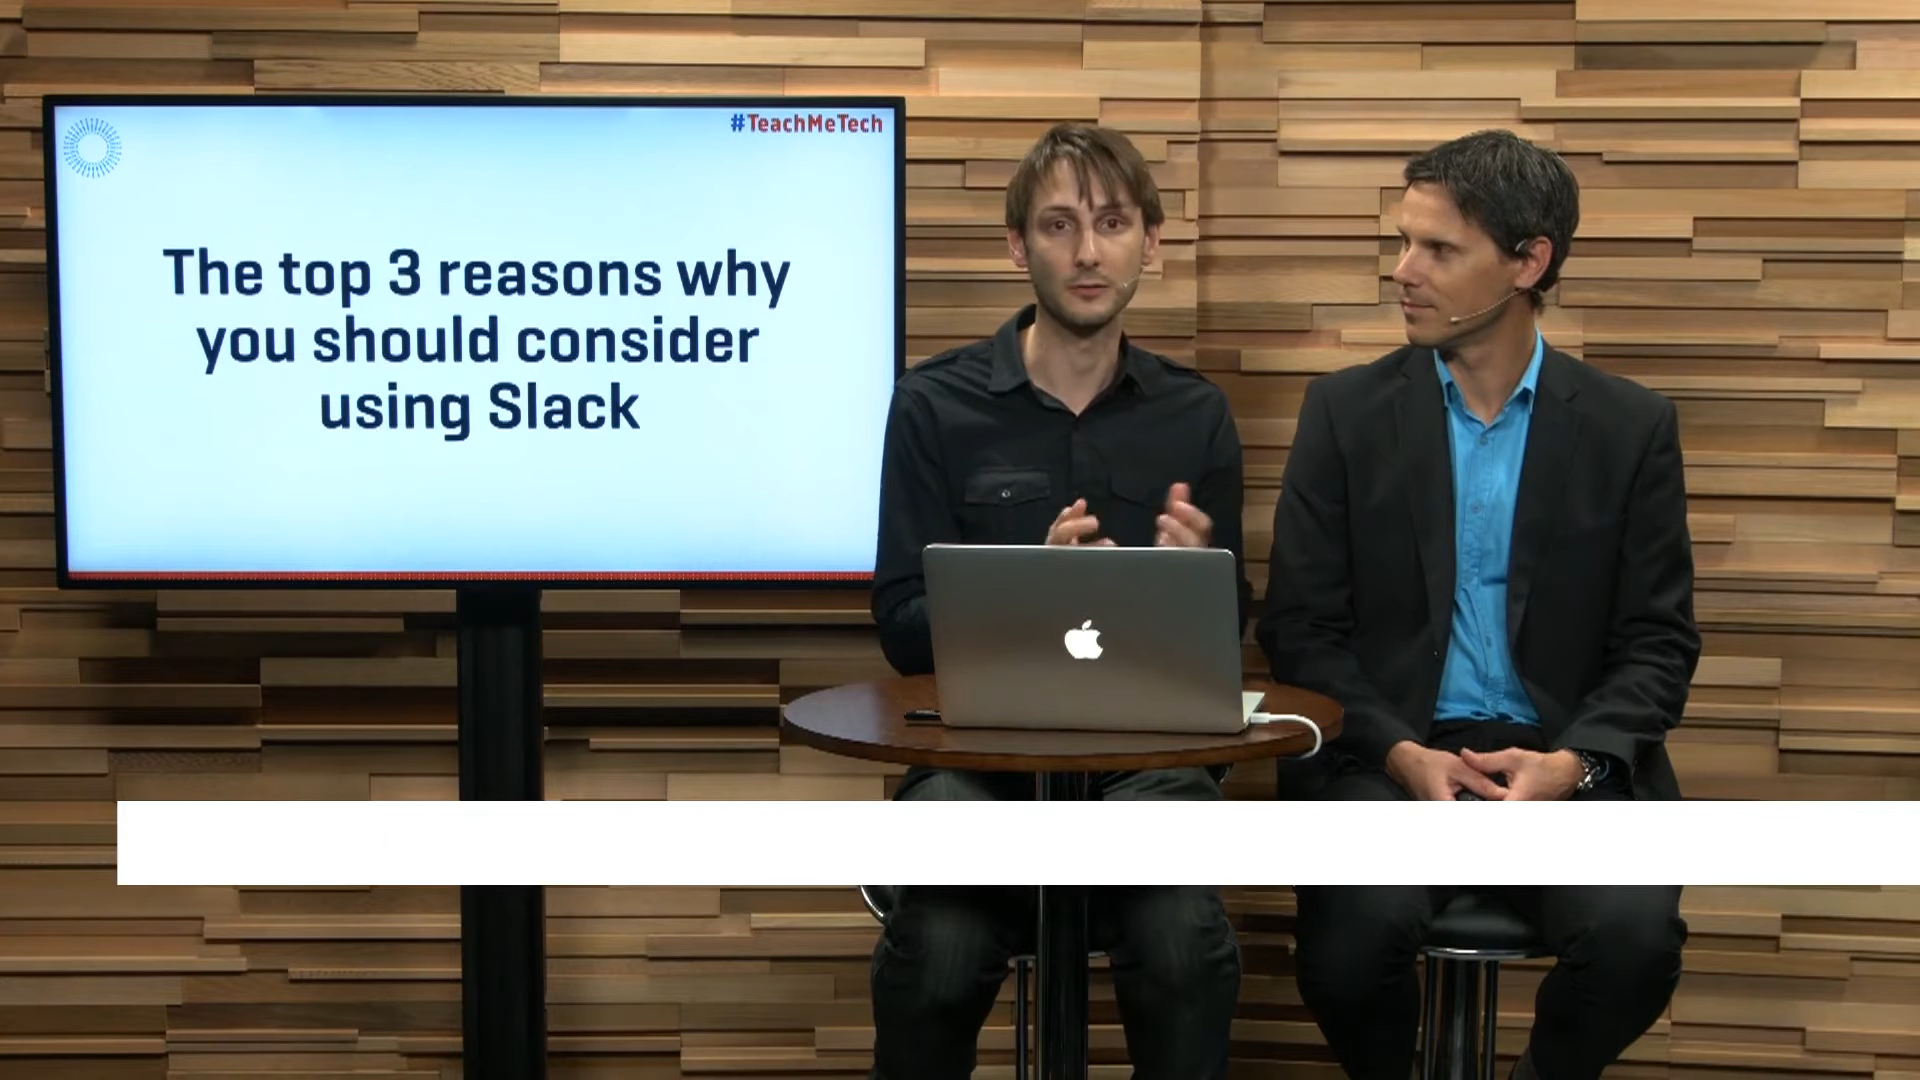 #TeachMeTech
The top 3 reasons why
you should consider
using Slack